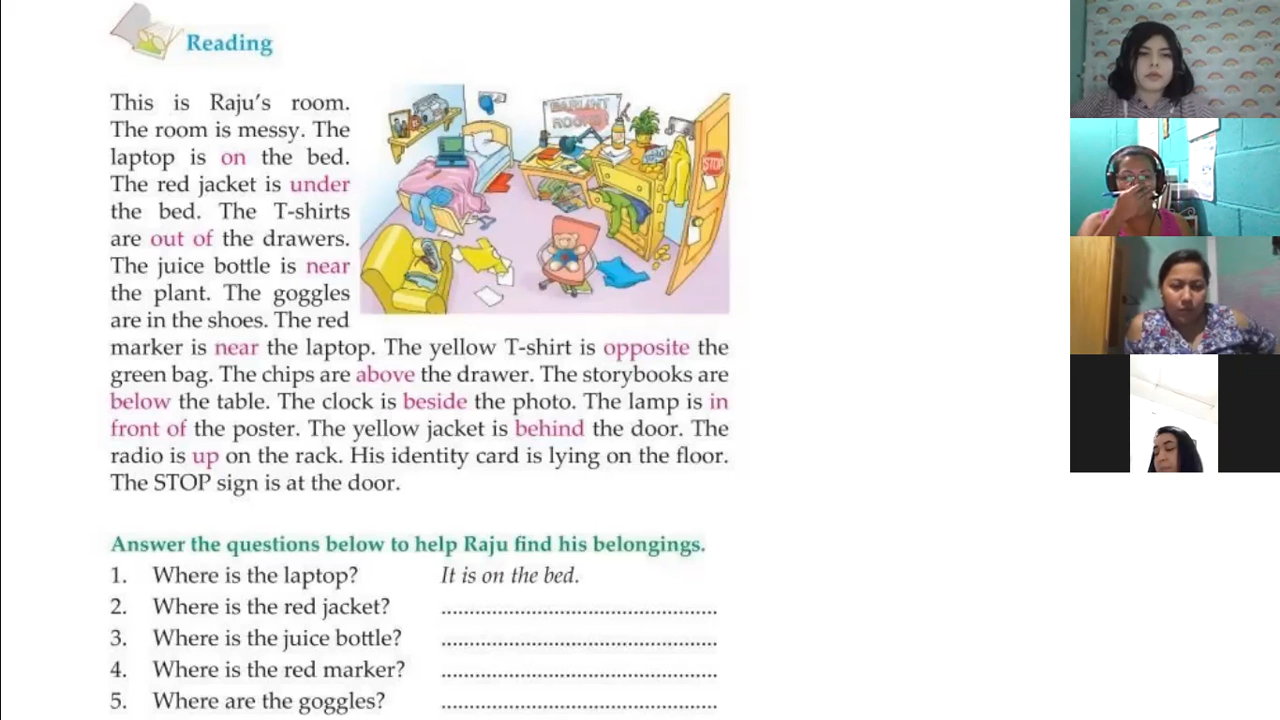 Reading
This is Raju's room.
The room is messy. The
laptop is on the bed.
The red jacket is under
the bed. The T-shirts
are out of the drawers.
The juice bottle is near
the plant. The goggles
are in the shoes. The red
marker is near the laptop. The yellow T-shirt is opposite the
green bag. The chips are above the drawer. The storybooks are
below the table. The clock is beside the photo. The lamp is in
front of the poster. The yellow jacket is behind the door. The
radio is up on the rack. His identity card is lying on the floor.
The STOP sign is at the door.
STOP
Answer the questions below to help Raju find his belongings.
1. Where is the laptop? It is on the bed.
2. Where is the red jacket? ................................................
3. Where is the juice bottle? ................................................
4. Where is the red marker? ................................................
5. Where are the goggles? ................................................